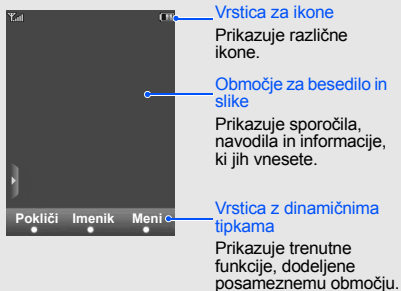 Vrstica za ikone
Prikazuje različne
ikone.
Območje za besedilo in
slike
Prikazuje sporočila,
navodila in informacije,
ki jih vnesete.
Pokliči Imenik Meni
Vrstica z dinamičnima
tipkama
Prikazuje trenutne
funkcije, dodeljene
posameznemu območju.